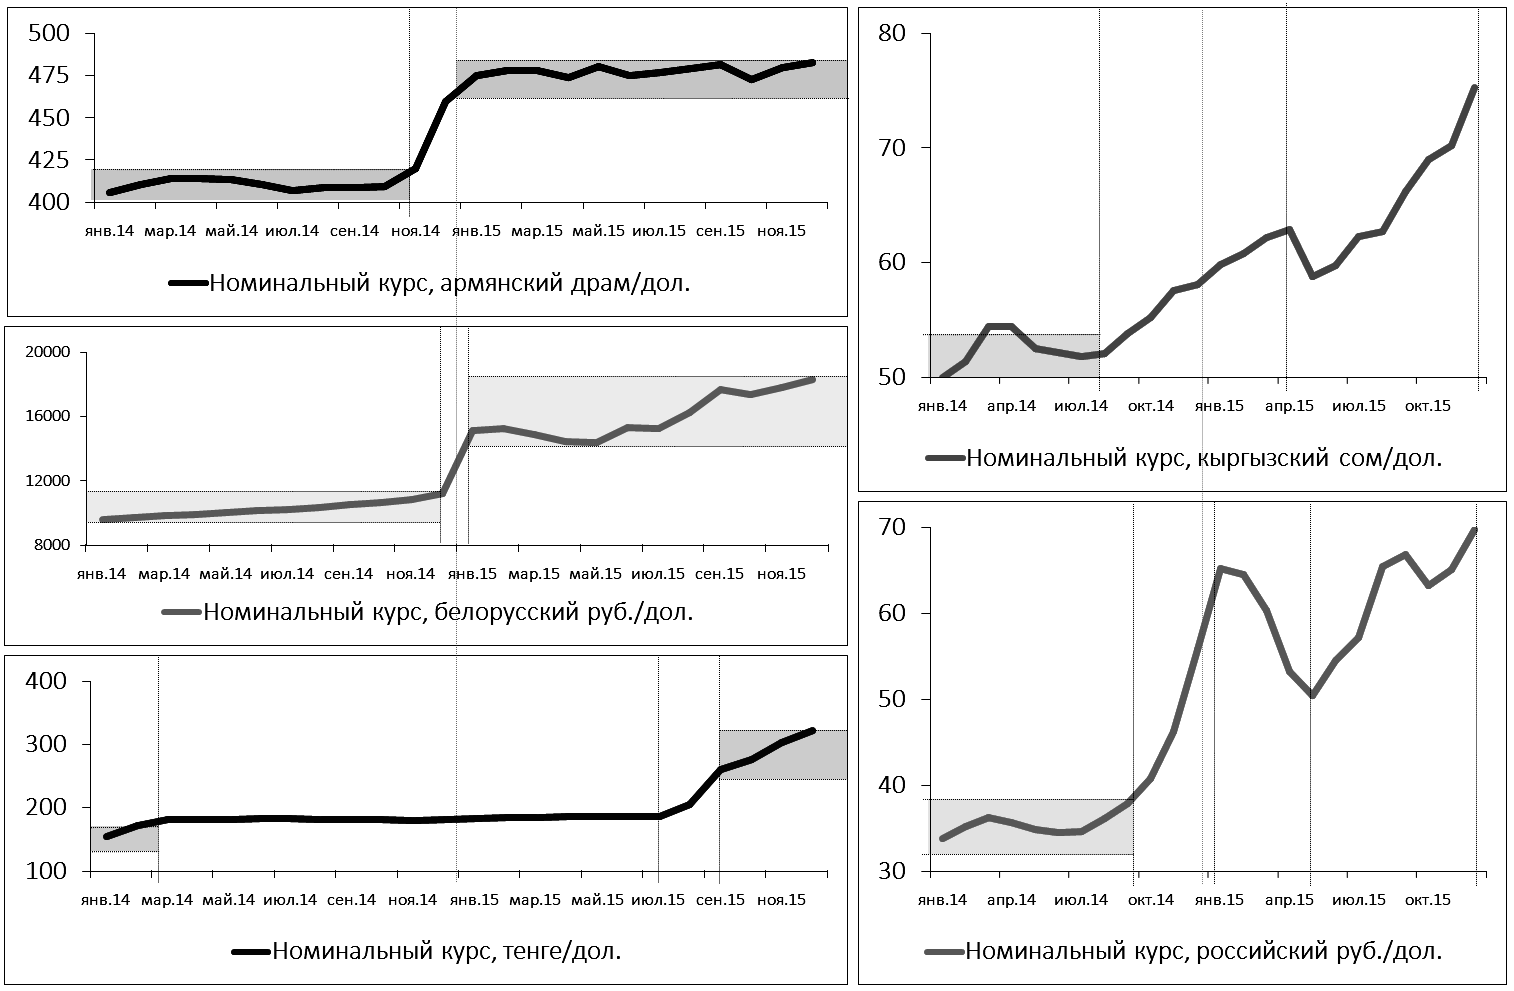 500
475
450
425
400
янв.14 мар.14 май.14 июл.14 сен.14 ноя.14 янв.15 мар.15 май.15 июл.15 сен.15 ноя.15
Номинальный курс, армянский драм/дол.
20000
16000
12000
8000
янв.14 мар.14 май.14 июл.14 сен.14 ноя.14 янв.15 мар.15 май.15 июл.15 сен.15 ноя.15
Номинальный курс, белорусский руб./дол.
400
300
200
100
янв.14 мар.14 май.14 июл.14 сен.14 ноя.14 янв.15 мар.15 май.15 июл.15 сен.15 ноя.15
Номинальный курс, тенге/дол.
80
70
60
50
янв.14 апр.14 июл.14 окт.14 янв.15 апр.15 июл.15 окт.15
Номинальный курс, кыргызский сом/дол.
70
60
50
40
30
янв.14 апр.14 июл.14 окт.14 янв.15 апр.15 июл.15 окт.15
Номинальный курс, российский руб./дол.